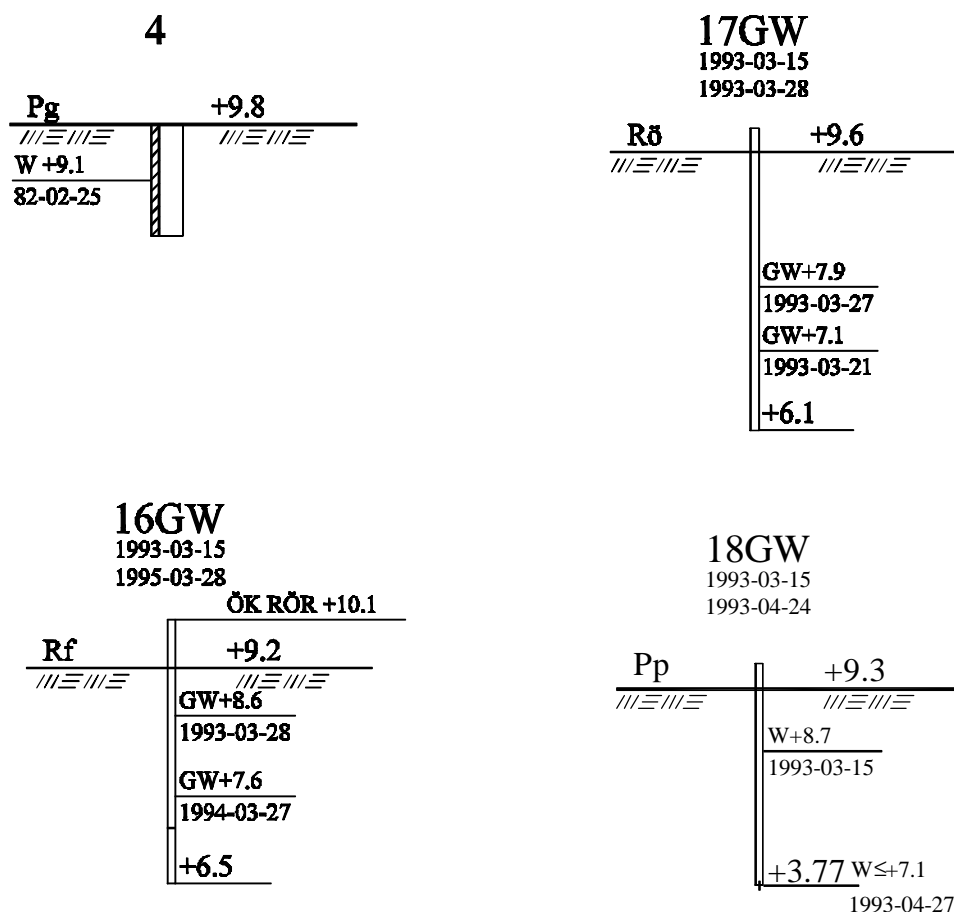 4
Pg +9.8
W +9.1
82-02-25
17GW
1993-03-15
1993-03-28
Rö +9.6
GW+7.9
1993-03-27
GW+7.1
1993-03-21
+6.1
16GW
1993-03-15
1995-03-28
ÖK RÖR +10.1
Rf +9.2
GW+8.6
1993-03-28
GW+7.6
1994-03-27
+6.5
18GW
1993-03-15
1993-04-24
Pp +9.3
W+8.7
1993-03-15
+3.77 W≤+7.1
1993-04-27